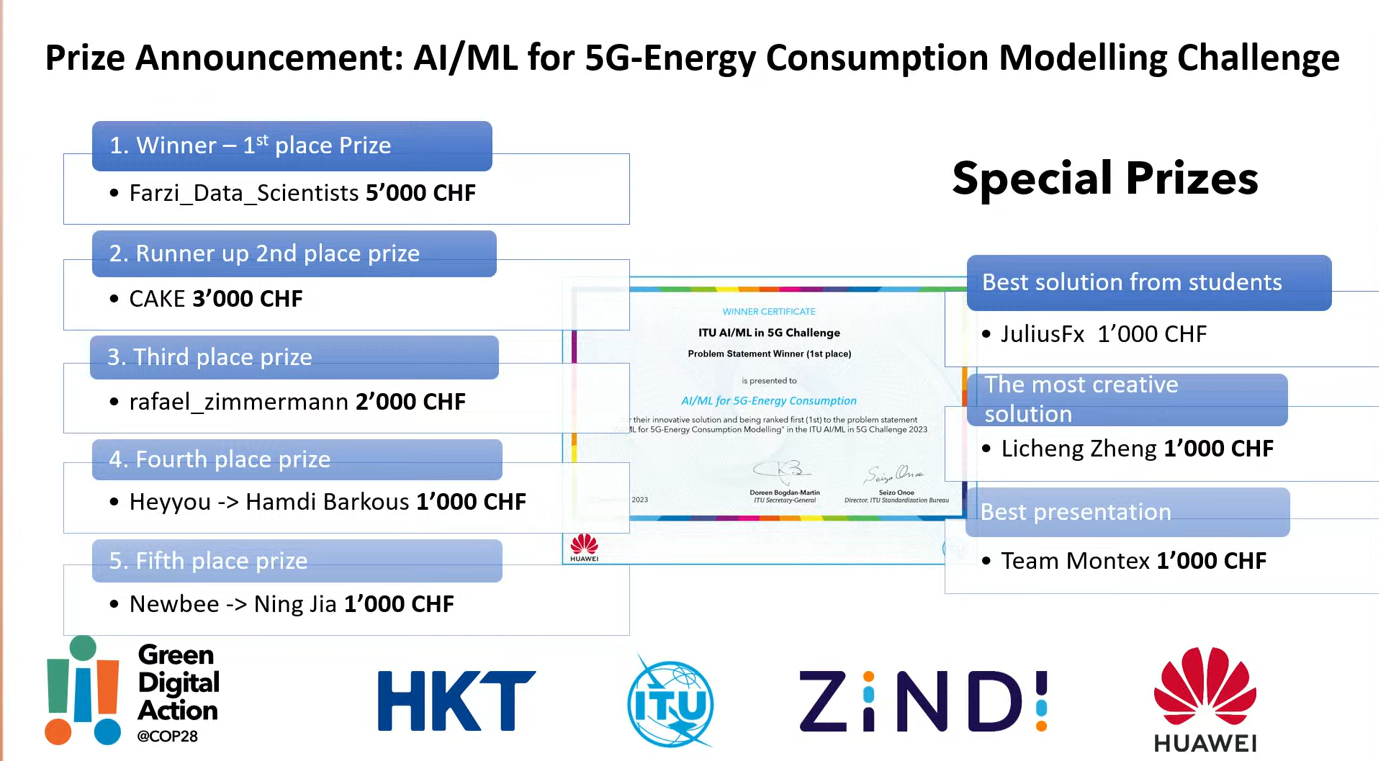 Prize Announcement: AI/ML for 5G-Energy Consumption Modelling Challenge
1. Winner – 1st place Prize
• Farzi_Data_Scientists 5’000 CHF
2. Runner up 2nd place prize
• CAKE 3’000 CHF
3. Third place prize
• rafael_zimmermann 2’000 CHF
4. Fourth place prize
• Heyyou -> Hamdi Barkous 1’000 CHF
5. Fifth place prize
• Newbee -> Ning Jia 1’000 CHF
WINNER CERTIFICATE
ITU AI/ML in 5G Challenge
Problem Statement Winner (1st place)
is presented to
AI/ML for 5G-Energy Consumption
their innovative solution and being ranked first (1st) to the problem statement
for 5G-Energy Consumption Modelling" in the ITU AI/ML in 5G Challenge 2023
2023
Doreen Bogdan-Martin
ITU Secretary-General
Seizo Onoe
Director, ITU Standardization Bureau
HUAWEI
Special Prizes
Best solution from students
• JuliusFx 1’000 CHF
The most creative
solution
• Licheng Zheng 1’000 CHF
Best presentation
• Team Montex 1’000 CHF
Green
Digital
Action
@COP28
HKT
ITU
ZiNDi
HUAWEI